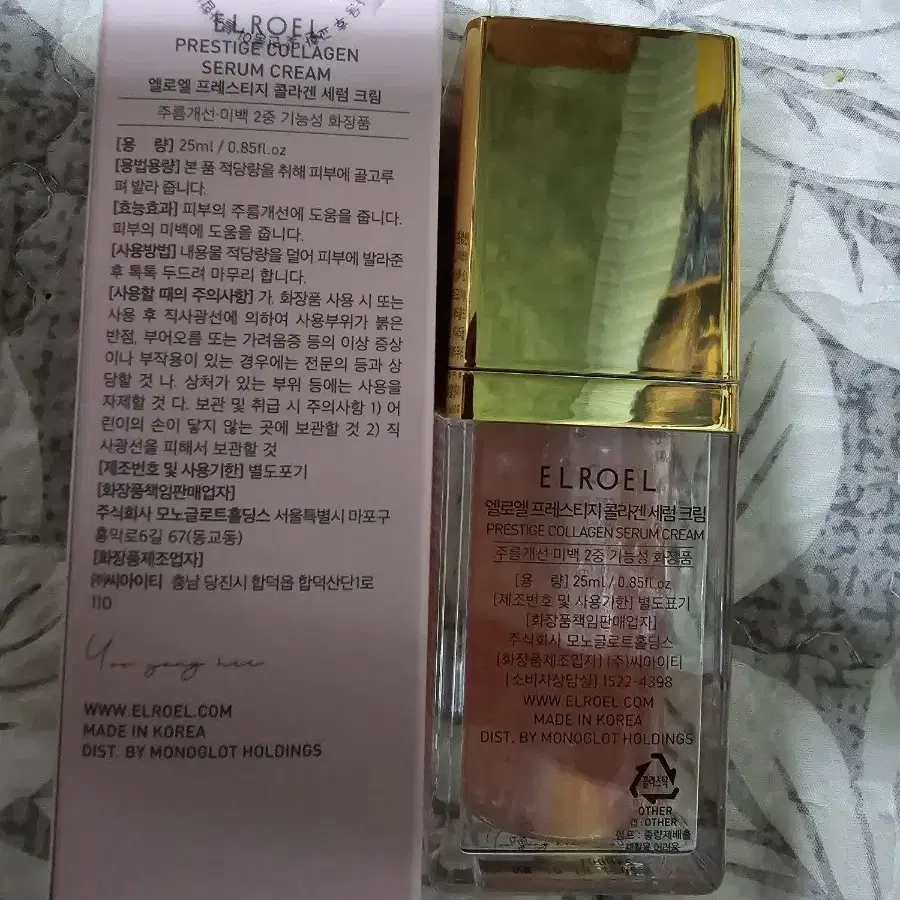 ELROEL
PRESTIGE COLLAGEN
SERUM CREAM
엘로엘 프레스티지 콜라겐 세럼 크림
주름개선·미백 2중 기능성 화장품
[용 량] 25ml / 0.85fl.oz
[용법용량] 본 품 적당량을 취해 피부에 골고루
펴 발라 줍니다.
[효능효과] 피부의 주름개선에 도움을 줍니다.
피부의 미백에 도움을 줍니다.
[사용방법] 내용물 적당량을 덜어 피부에 발라준
후 톡톡 두드려 마무리 합니다.
[사용할 때의 주의사항] 가. 화장품 사용 시 또는
사용 후 직사광선에 의하여 사용부위가 붉은
반점, 부어오름 또는 가려움증 등의 이상 증상
이나 부작용이 있는 경우에는 전문의 등과 상
담할 것 나. 상처가 있는 부위 등에는 사용을
자제할 것 다. 보관 및 취급 시 주의사항 1) 어
린이의 손이 닿지 않는 곳에 보관할 것 2) 직
사광선을 피해서 보관할 것
[제조번호 및 사용기한] 별도포기
[화장품책임판매업자]
주식회사 모노글로트홀딩스 서울특별시 마포구
홍익로6길 67(동교동)
[화장품제조업자]
㈜씨아이티 충남 당진시 합덕읍 합덕산단1로
110
Yoo yang hee
WWW.ELROEL.COM
MADE IN KOREA
DIST. BY MONOGLOT HOLDINGS
ELROEL
엘로엘 프레스티지 콜라겐 세럼 크림
PRESTIGE COLLAGEN SERUM CREAM
주름개선·미백 2중 기능성 화장품
[용 량] 25ml / 0.85fl.oz
[제조번호 및 사용기한] 별도표기
[화장품책임판매업자]
주식회사 모노글로트홀딩스
[화장품제조업자] (주)씨아이티
[소비자상담실] 1522-4398
WWW.ELROEL.COM
MADE IN KOREA
DIST. BY MONOGLOT HOLDINGS
플라스틱
OTHER
캡 : OTHER
펌프 : 종량제배출
재활용 어려움